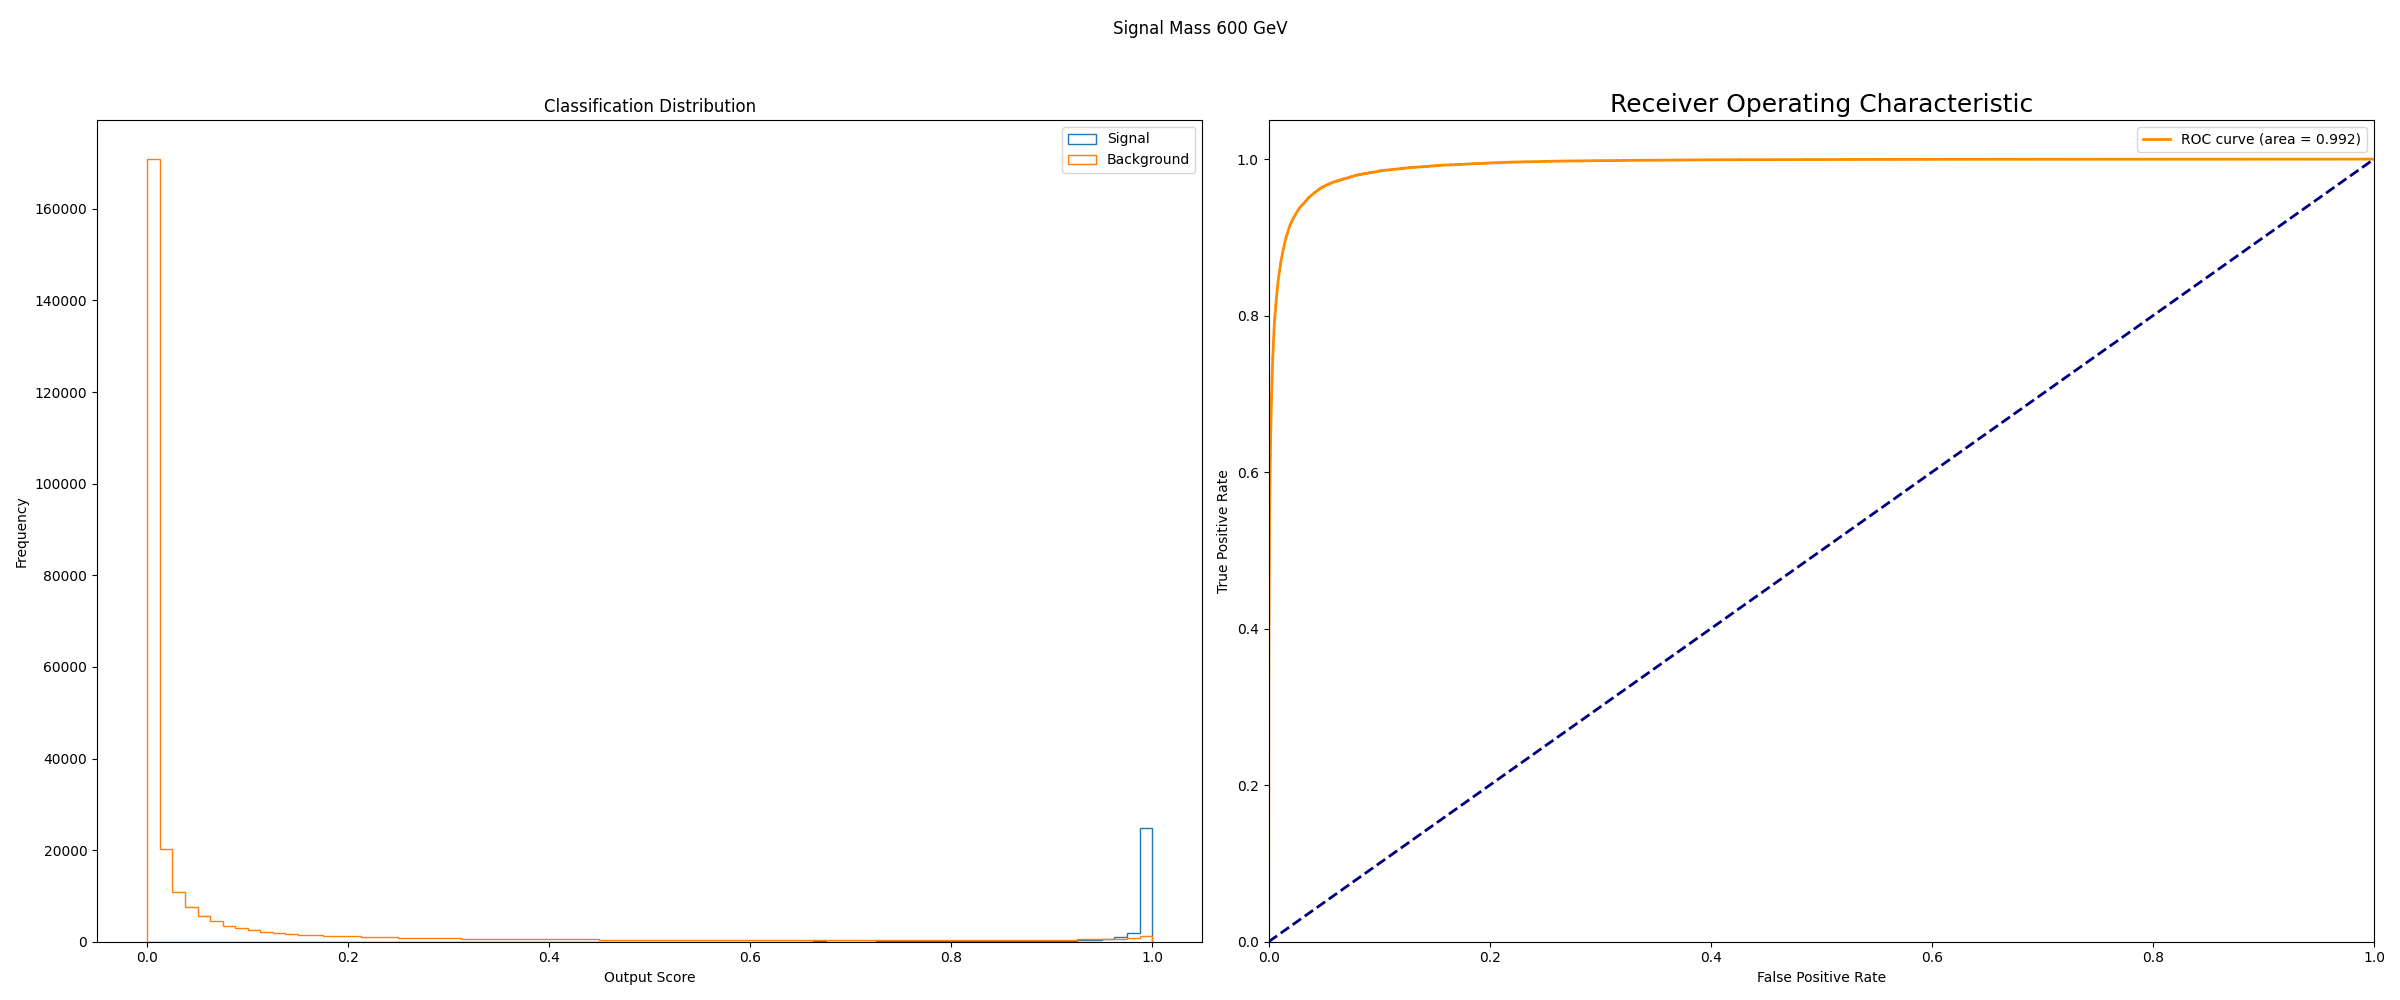 Signal Mass 600 GeV
Classification Distribution
Signal
Background
160000
140000
120000
100000
80000
60000
40000
20000
0
Frequency
0.0 0.2 0.4 0.6 0.8 1.0
Output Score
Receiver Operating Characteristic
ROC curve (area = 0.992)
1.0
0.8
0.6
0.4
0.2
0.0
True Positive Rate
0.0 0.2 0.4 0.6 0.8 1.0
False Positive Rate